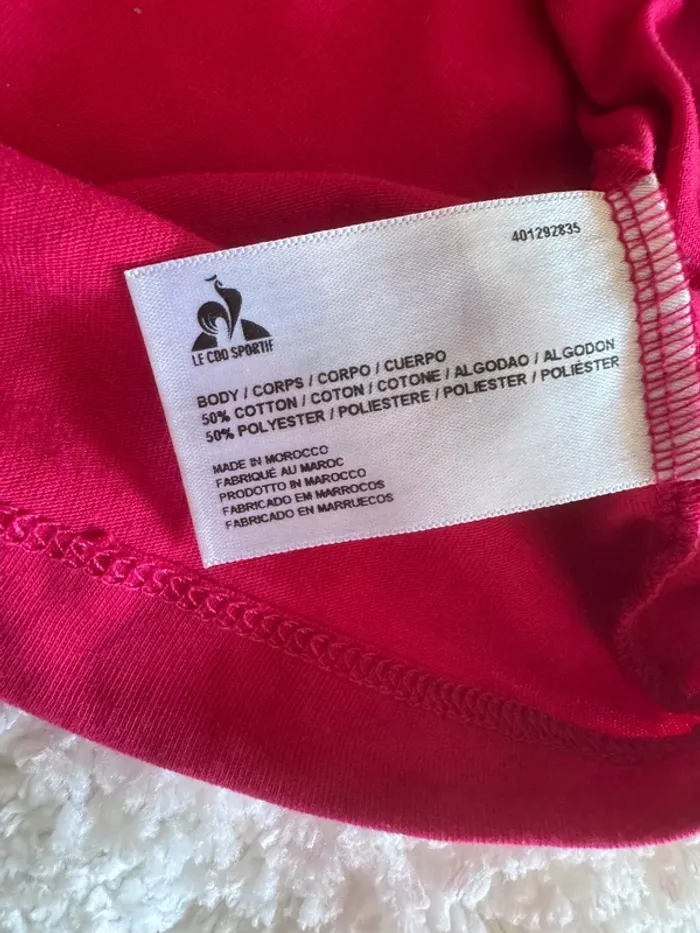 401292835
LE COQ SPORTIF
BODY / CORPS / CORPO / CUERPO
50% COTTON / COTON / COTONE / ALGODAO / ALGODON
50% POLYESTER / POLIESTERE / POLIESTER / POLIÉSTER
MADE IN MOROCCO
FABRIQUÉ AU MAROC
PRODOTTO IN MAROCCO
FABRICADO EM MARROCOS
FABRICADO EN MARRUECOS